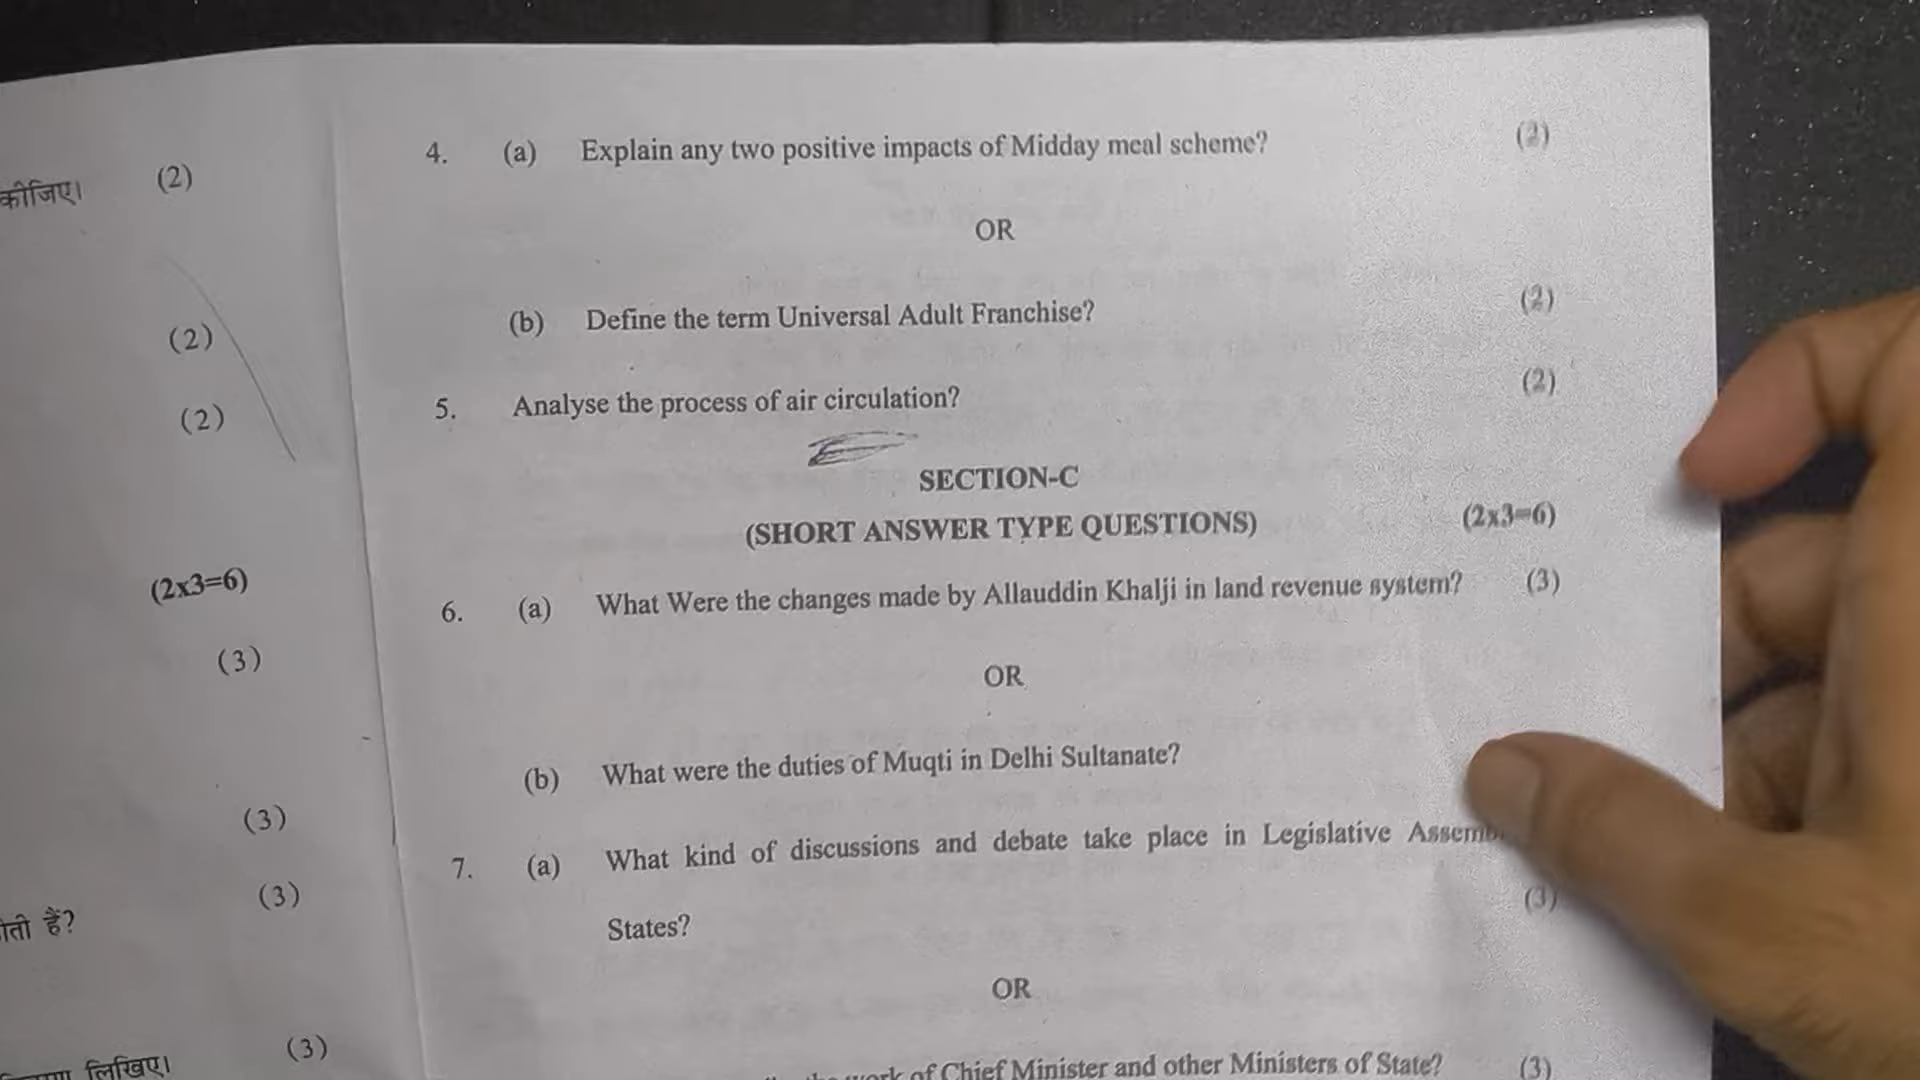 कीजिए। (2)
(2)
(2)
(2x3=6)
(3)
(3)
(3)
हैं?
(3)
लिखिए।
4. (a) Explain any two positive impacts of Midday meal scheme? (2)
OR
(b) Define the term Universal Adult Franchise? (2)
5. Analyse the process of air circulation? (2)
SECTION-C
(SHORT ANSWER TYPE QUESTIONS) (2x3=6)
6. (a) What Were the changes made by Allauddin Khalji in land revenue system? (3)
OR
(b) What were the duties of Muqti in Delhi Sultanate?
7. (a) What kind of discussions and debate take place in Legislative
States? (3)
OR
work of Chief Minister and other Ministers of State? (3)